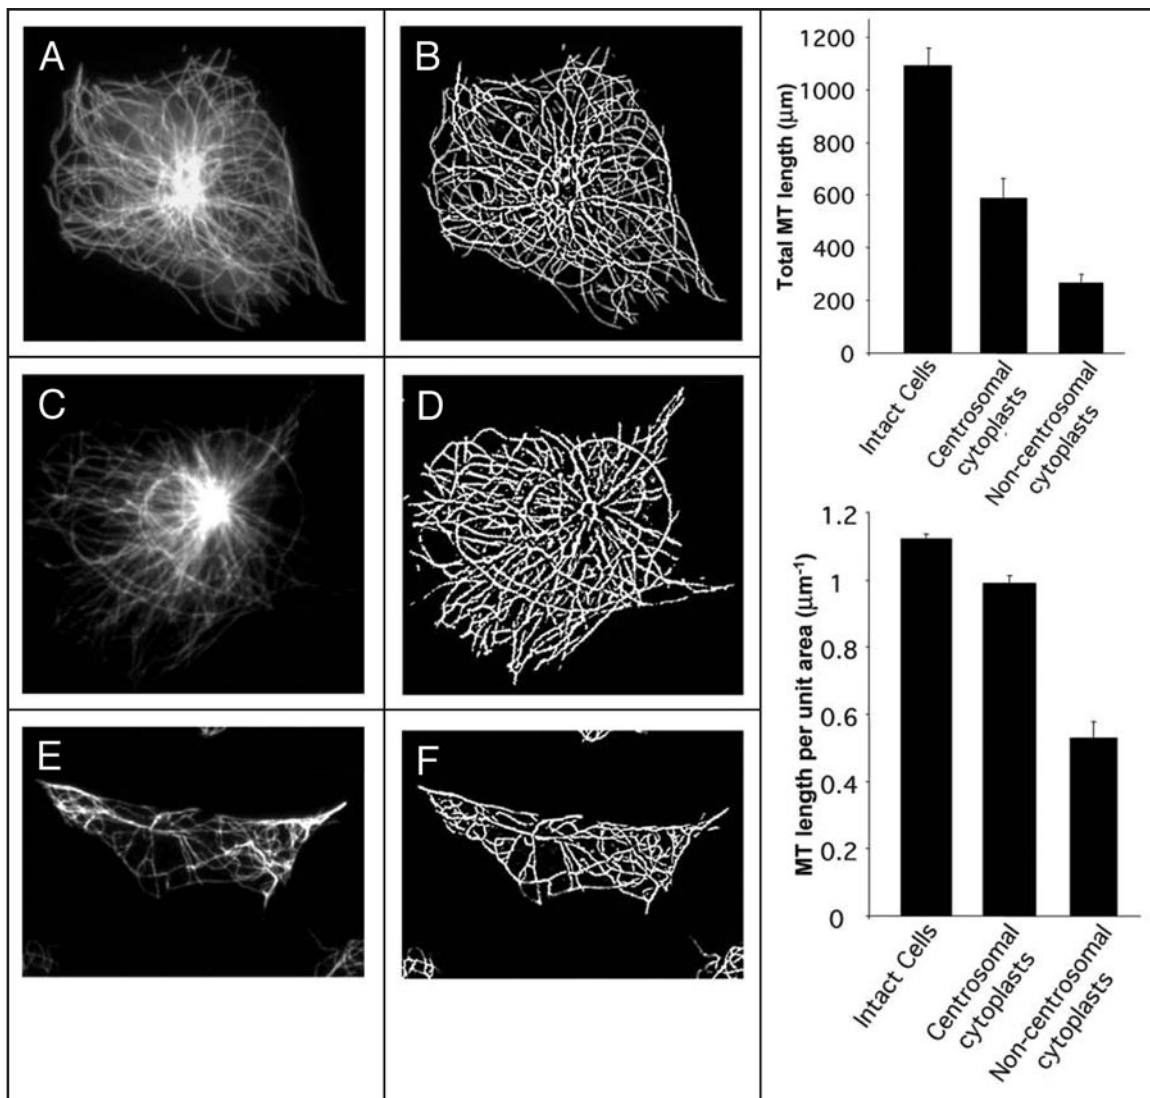 A
B
C
D
E
F
Total MT length (μm)
1200
1000
800
600
400
200
0
Intact Cells
Centrosomal
cytoplasts
Non-centrosomal
cytoplasts
MT length per unit area (μm⁻¹)
1.2
1
0.8
0.6
0.4
0.2
0
Intact Cells
Centrosomal
cytoplasts
Non-centrosomal
cytoplasts